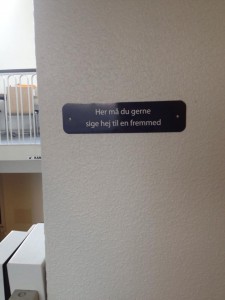 Her må du gerne
sige hej til en fremmed